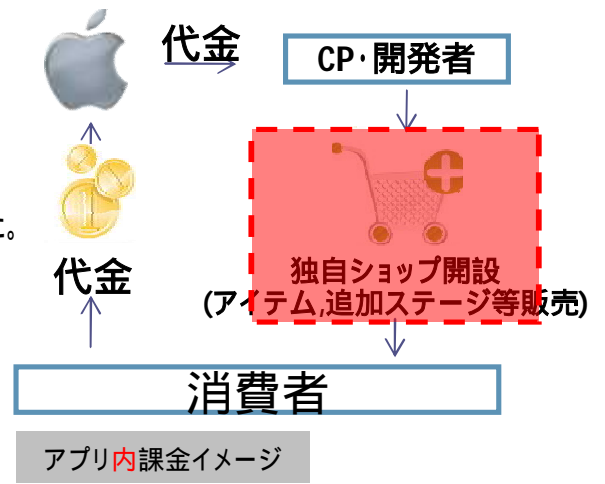 代金
CP・開発者
た。
代金
独自ショップ開設
(アイテム,追加ステージ等販売)
消費者
アプリ内課金イメージ